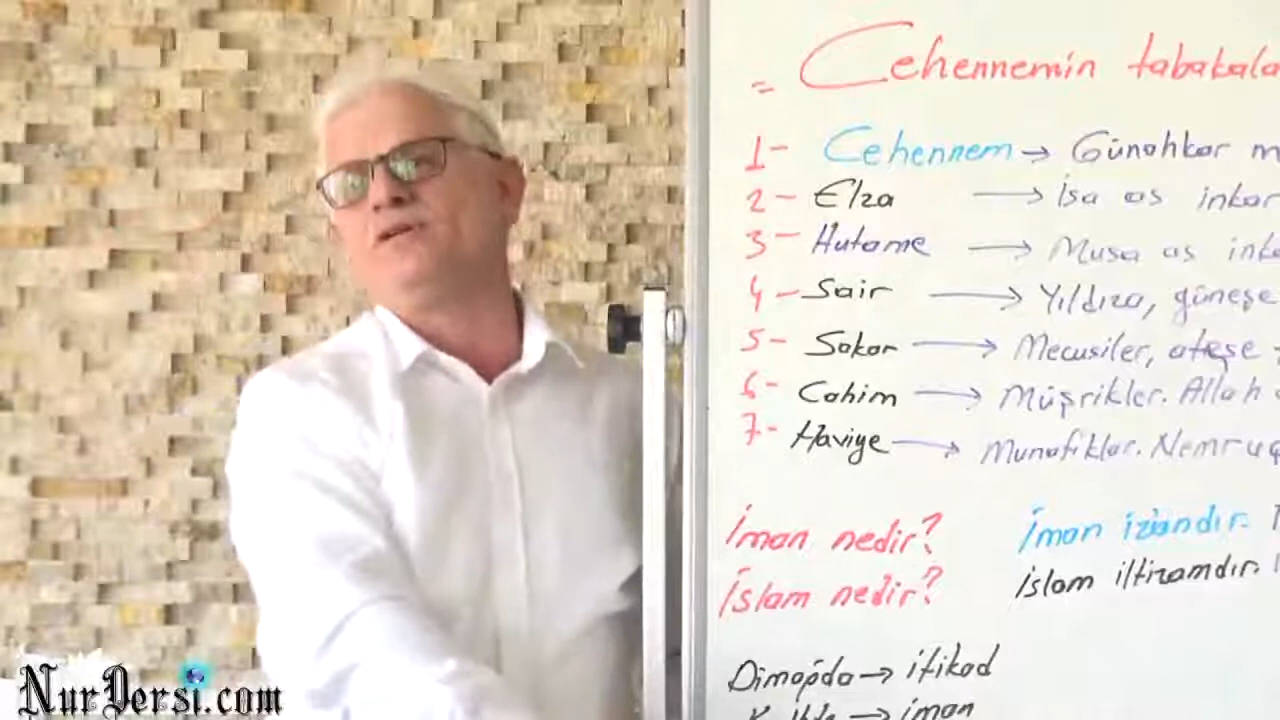 = Cehennemin tabakala
1- Cehennem → Günahkar m
2- Elza → İsa as inkar
3- Hutame → Musa as ink
4- Sair → Yıldıza, güneşe
5- Sakar → Mecusiler, ateşe
6- Cahim → Müşrikler. Allah
7- Haviye → Munafıklar. Nemru
İman nedir? İman iz'andır.
İslam nedir? İslam iltizamdır.
Dimağda → itikad
→ iman
NurDersi.com